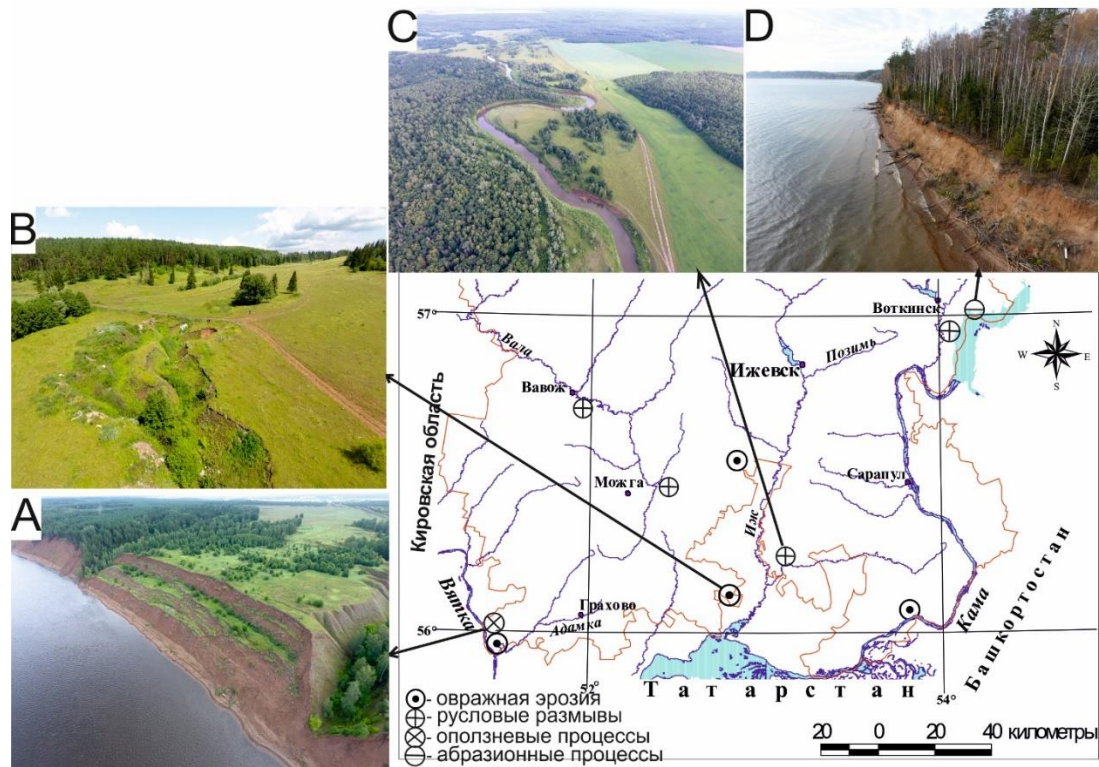 C
D
B
A
57°
Воткинск
Вала
Позимь
Ижевск
N
W E
S
Вавож
Кировская область
Можга
Сарапул
Иж
Вятка
Грахово
Адамка
Кама
Башкортостан
56°
52°
54°
Татарстан
- овражная эрозия
- русловые размывы
- оползневые процессы
- абразионные процессы
20 0 20 40 километры